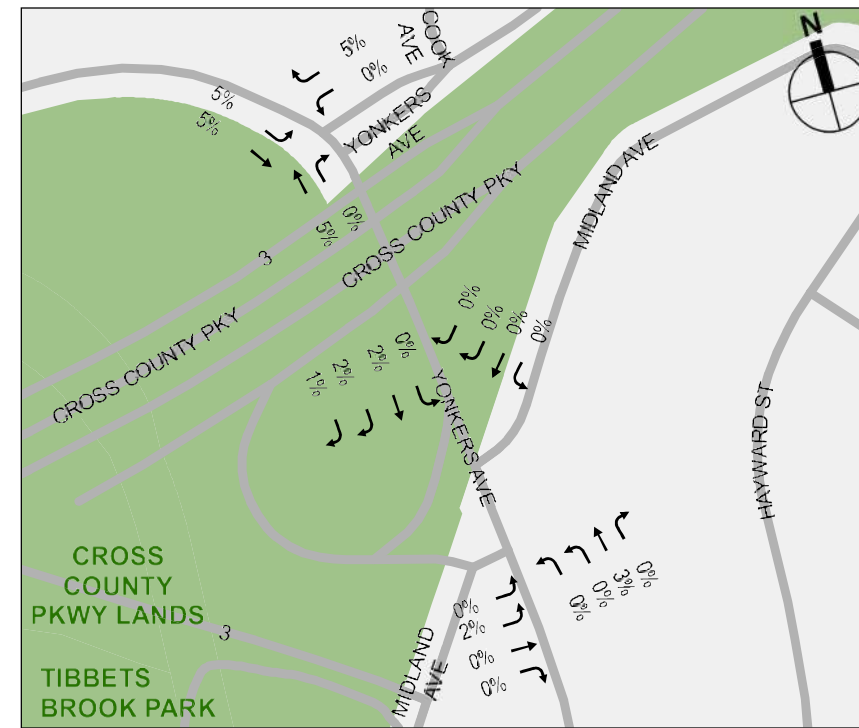 N
COOK
AVE
5%
0%
5%
5%
YONKERS
AVE
0%
5%
MIDLAND AVE
CROSS COUNTY PKY
3
0%
0%
0%
0%
CROSS COUNTY PKY
0%
2%
2%
1%
YONKERS AVE
HAYWARD ST
CROSS
COUNTY
PKWY LANDS
0%
3%
0%
0%
0%
2%
0%
0%
3
MIDLAND
AVE
TIBBETS
BROOK PARK